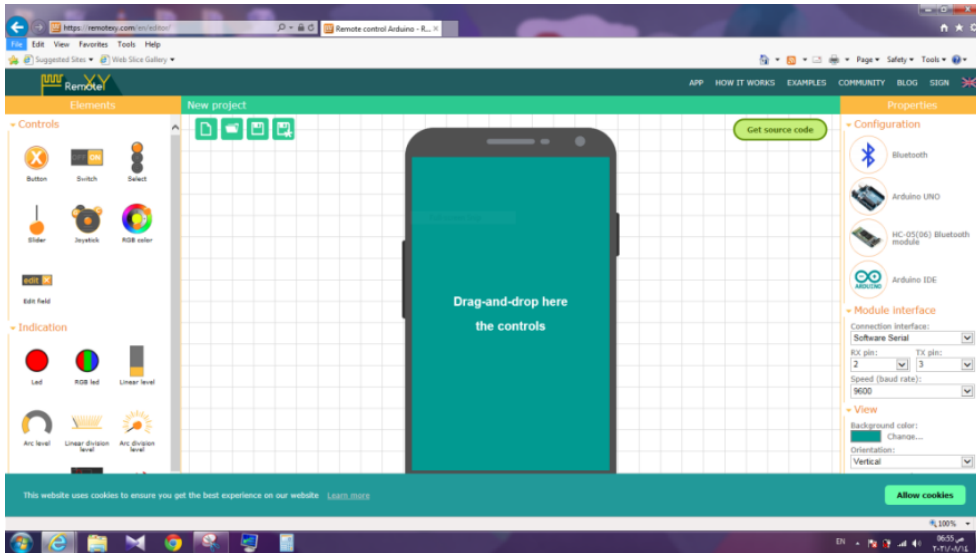 https://remotexy.com/en/editor/
Remote control Arduino - R...
File Edit View Favorites Tools Help
Suggested Sites Web Slice Gallery
Page Safety Tools
RemoteXY
APP HOW IT WORKS EXAMPLES COMMUNITY BLOG SIGN
Elements
New project
Properties
Controls
Get source code
Configuration
Button
OFF ON
Switch
Select
Bluetooth
Arduino UNO
Slider
Joystick
RGB color
HC-05(06) Bluetooth
module
edit X
Edit field
ARDUINO
Arduino IDE
Drag-and-drop here
the controls
Indication
Module interface
Connection interface:
Software Serial
RX pin: TX pin:
2 3
Speed (baud rate):
9600
Led
RGB led
Linear level
View
Background color:
Change...
Orientation:
Vertical
Arc level
Linear division
level
Arc division
level
This website uses cookies to ensure you get the best experience on our website Learn more
Allow cookies
100%
EN
06:55 ص